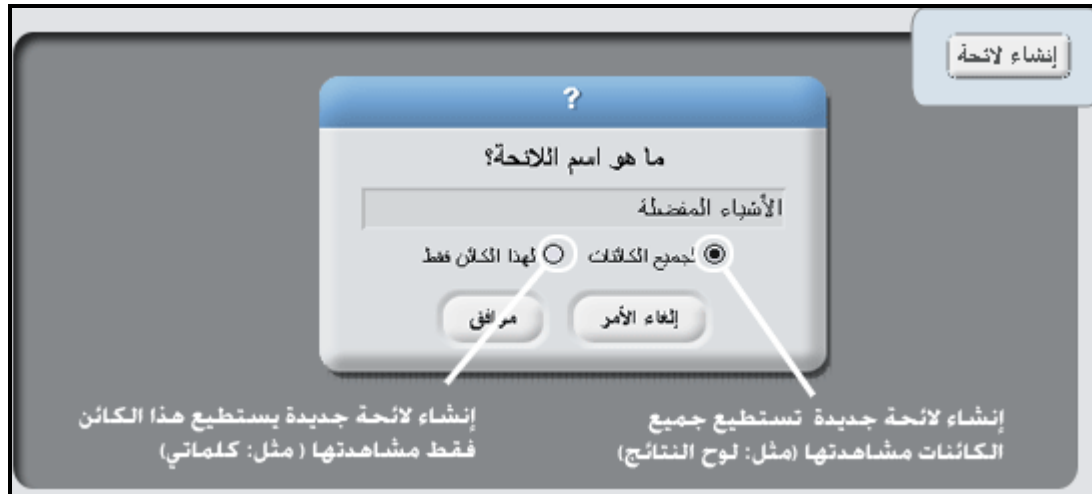 إنشاء لائحة
?
ما هو اسم اللائحة؟
الأشياء المفضلة
لجميع الكائنات لهذا الكائن فقط
إلغاء الأمر موافق
إنشاء لائحة جديدة تستطيع جميع
الكائنات مشاهدتها (مثل: لوح النتائج)
إنشاء لائحة جديدة يستطيع هذا الكائن
فقط مشاهدتها ( مثل: كلماتي)